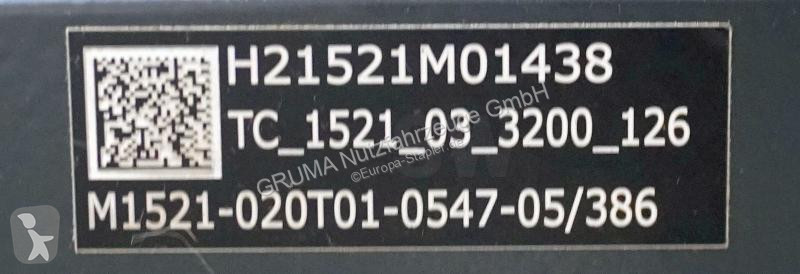 H21521M01438
TC_1521_03_3200_126
M1521-020T01-0547-05/386
GRUMA Nutzfahrzeuge GmbH
©Europa-Stapler.de